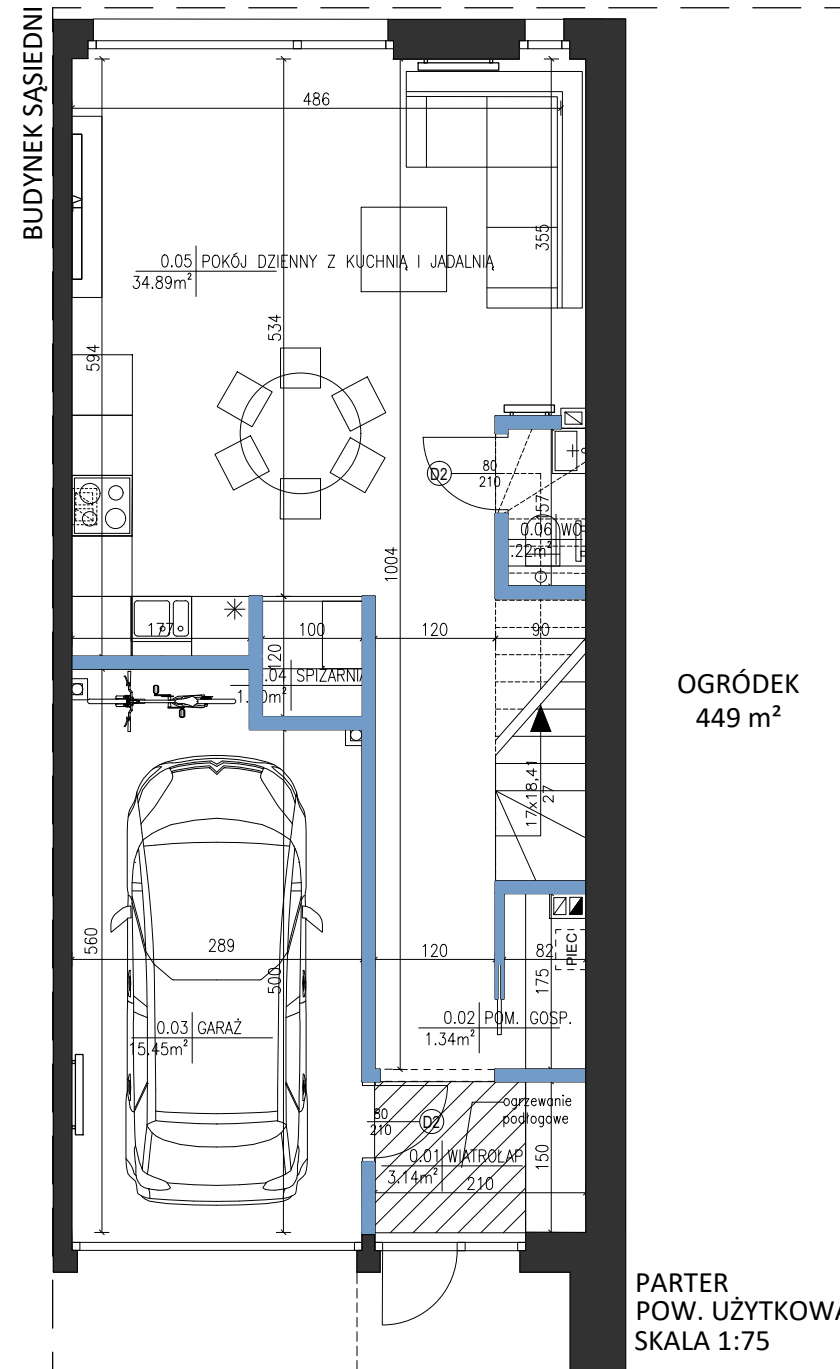 BUDYNEK SĄSIEDNI
486
0.05 POKÓJ DZIENNY Z KUCHNIĄ I JADALNIĄ
34.89m²
355
534
594
D2
80
210
157
0.06 WC
.22m²
1004
177
100
120
90
120
.04 SPIŻARNIA
OGRÓDEK
449 m²
17x18,41
27
560
289
500
120
82
PIEC
175
0.02 POM. GOSP.
1.34m²
0.03 GARAŻ
15.45m²
ogrzewanie
podłogowe
80
210
D2
0.01 WIATROŁAP
3.14m²
210
150
PARTER
POW. UŻYTKOWA
SKALA 1:75